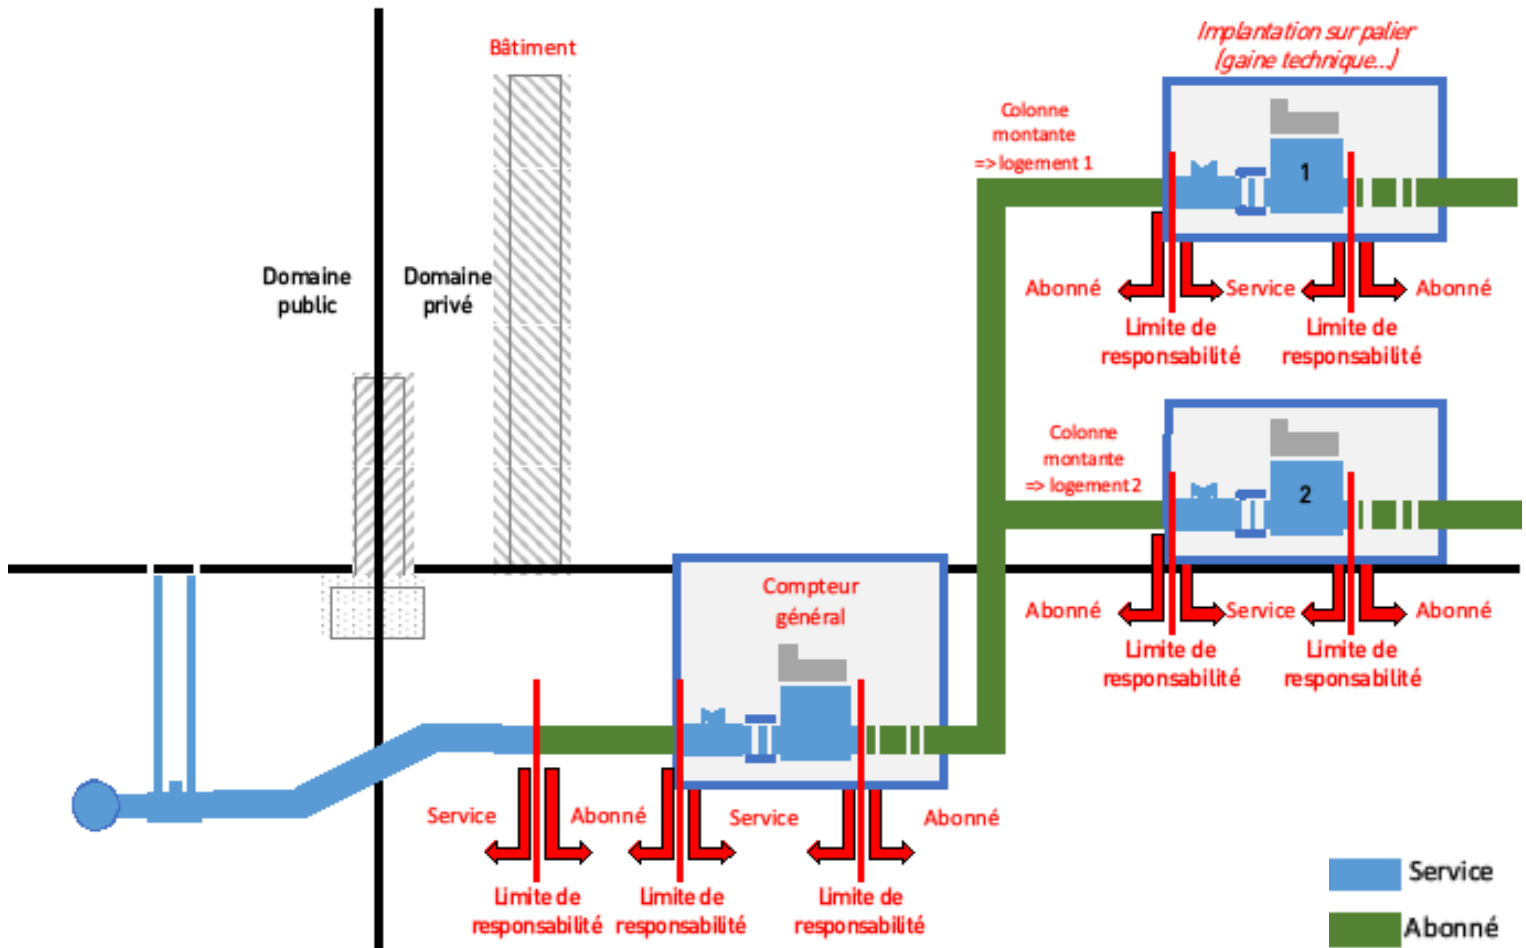 Bâtiment
Implantation sur palier
(gaine technique...)
Colonne
montante
=> logement 1
1
Domaine
public
Domaine
privé
Abonné
Service
Abonné
Limite de
responsabilité
Limite de
responsabilité
Colonne
montante
=> logement 2
2
Compteur
général
Abonné
Service
Abonné
Limite de
responsabilité
Limite de
responsabilité
Service
Abonné
Service
Abonné
Limite de
responsabilité
Limite de
responsabilité
Limite de
responsabilité
Service
Abonné